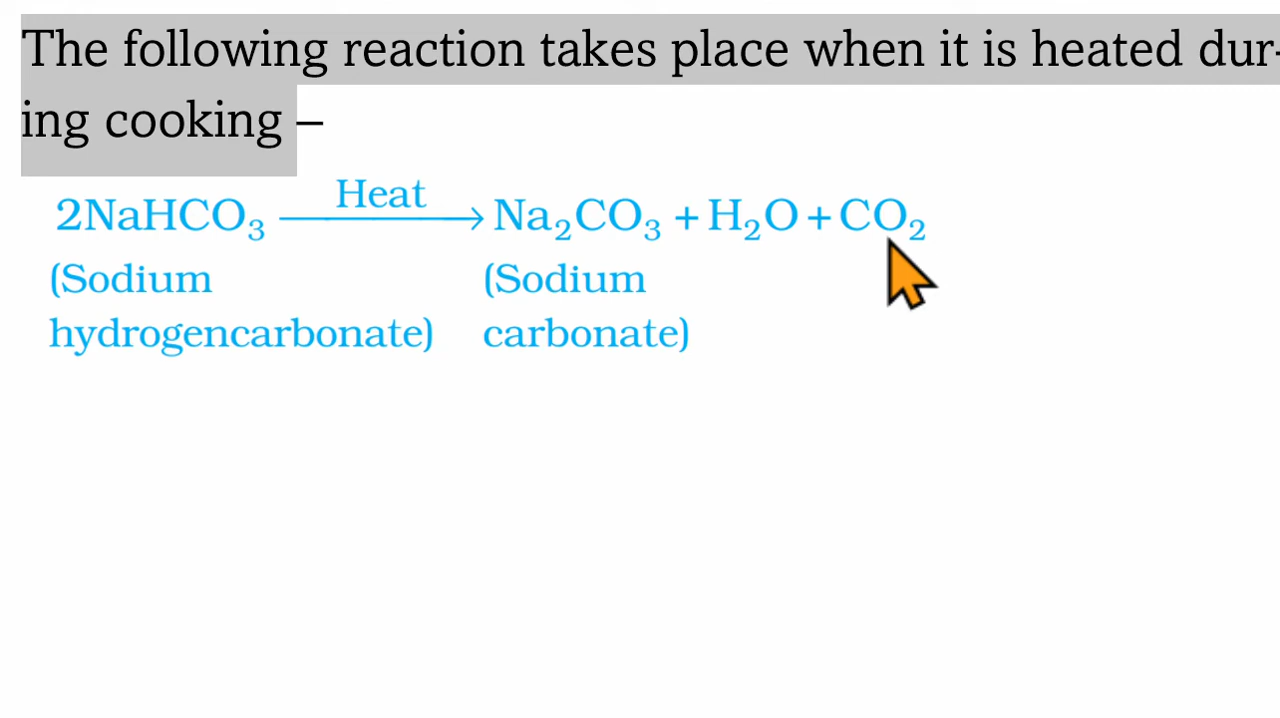 The following reaction takes place when it is heated dur-
ing cooking –
Heat
2NaHCO₃ ⟶ Na₂CO₃ + H₂O + CO₂
(Sodium (Sodium
hydrogencarbonate) carbonate)